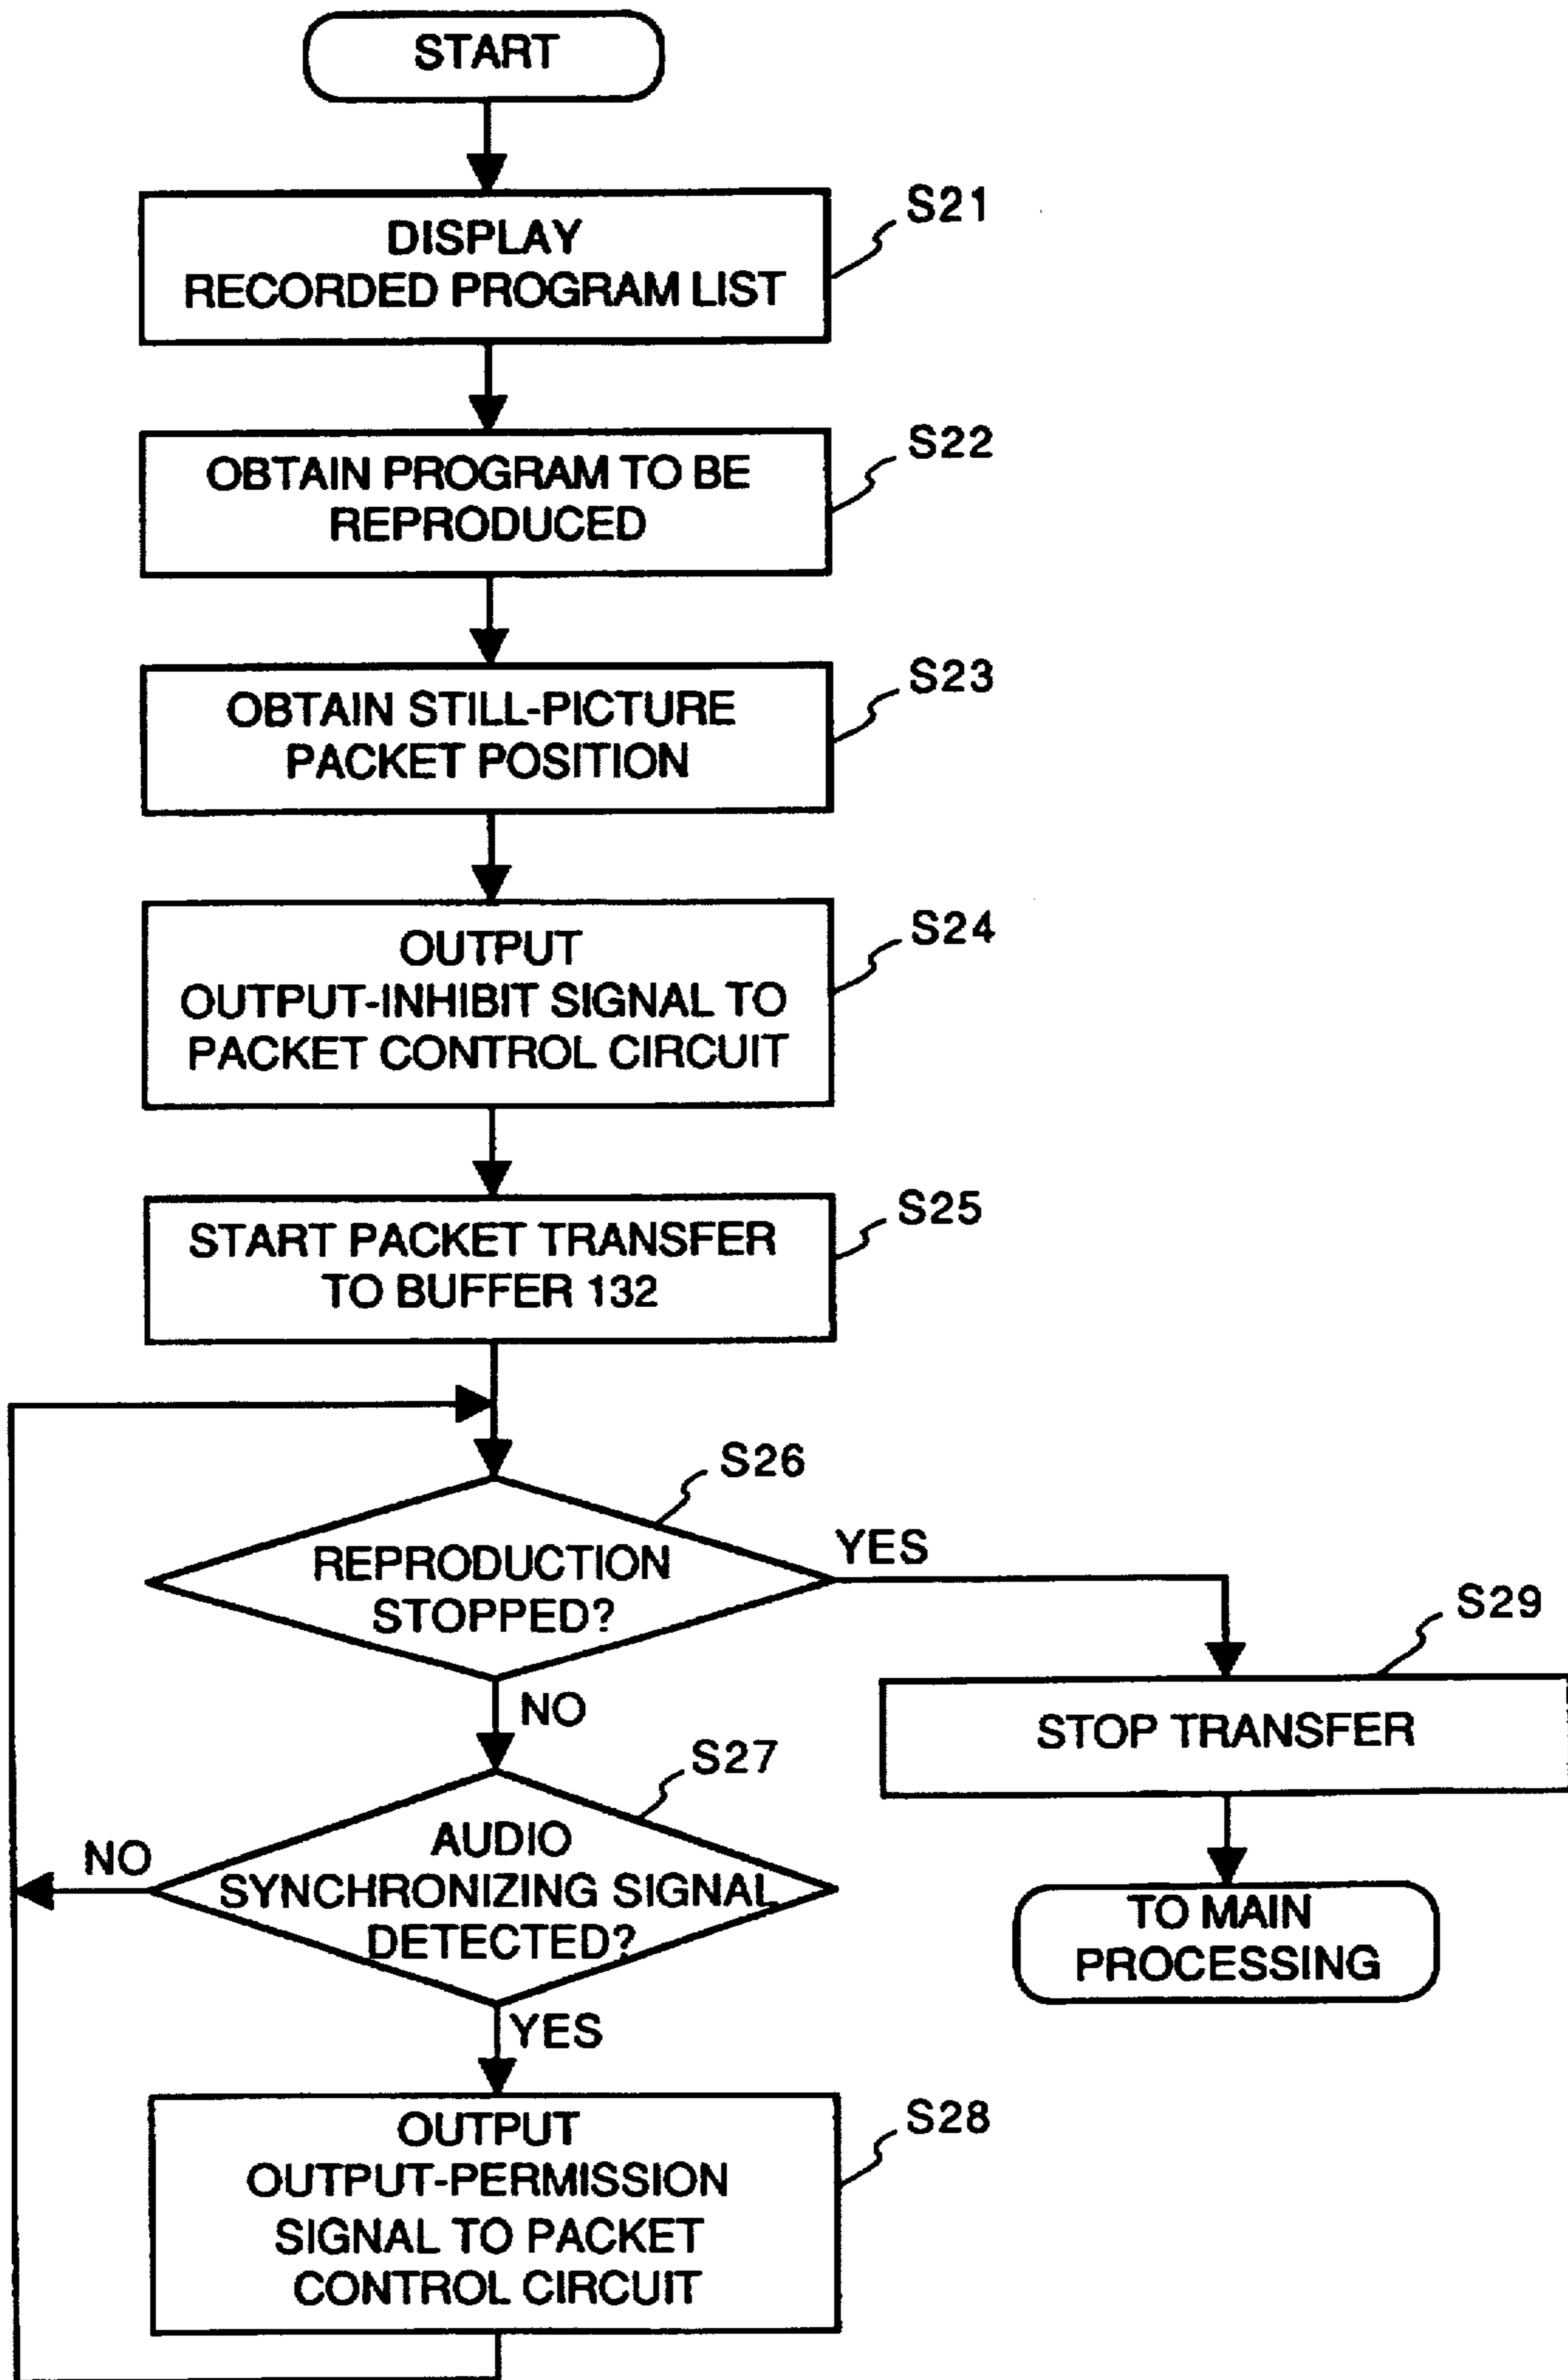 START
S21
DISPLAY
RECORDED PROGRAM LIST
S22
OBTAIN PROGRAM TO BE
REPRODUCED
S23
OBTAIN STILL-PICTURE
PACKET POSITION
S24
OUTPUT
OUTPUT-INHIBIT SIGNAL TO
PACKET CONTROL CIRCUIT
S25
START PACKET TRANSFER
TO BUFFER 132
S26
REPRODUCTION
STOPPED?
YES
NO
S29
STOP TRANSFER
TO MAIN
PROCESSING
S27
AUDIO
SYNCHRONIZING SIGNAL
DETECTED?
NO
YES
S28
OUTPUT
OUTPUT-PERMISSION
SIGNAL TO PACKET
CONTROL CIRCUIT